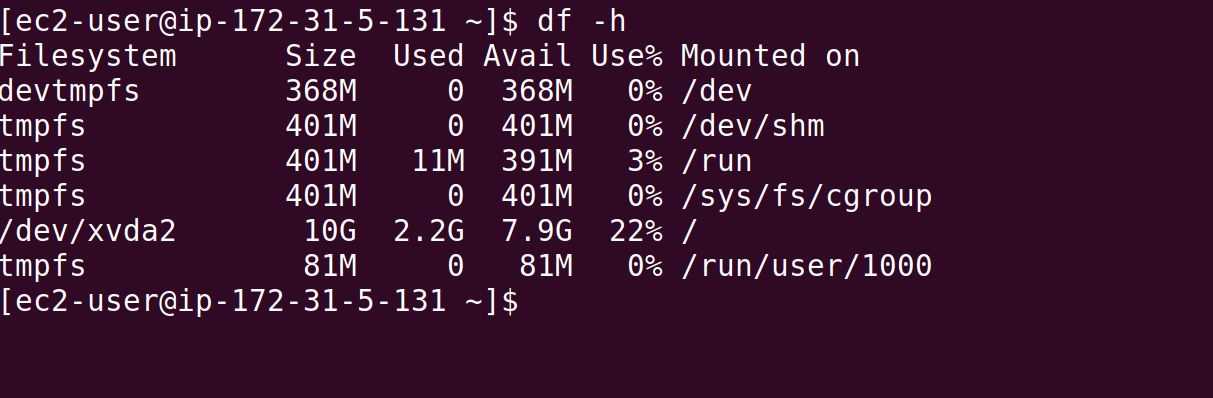 [ec2-user@ip-172-31-5-131 ~]$ df -h
Filesystem      Size  Used Avail Use% Mounted on
devtmpfs        368M     0  368M   0% /dev
tmpfs           401M     0  401M   0% /dev/shm
tmpfs           401M   11M  391M   3% /run
tmpfs           401M     0  401M   0% /sys/fs/cgroup
/dev/xvda2       10G  2.2G  7.9G  22% /
tmpfs            81M     0   81M   0% /run/user/1000
[ec2-user@ip-172-31-5-131 ~]$